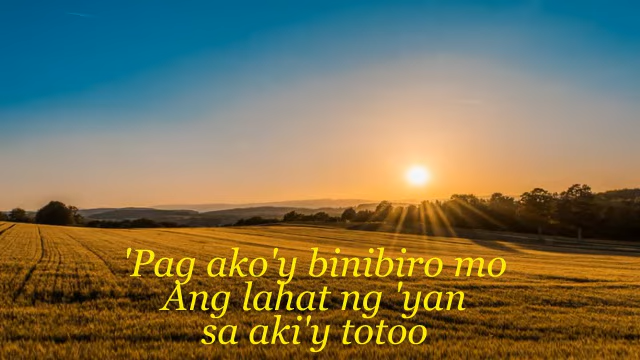 'Pag ako'y binibiro mo
Ang lahat ng 'yan
sa aki'y totoo